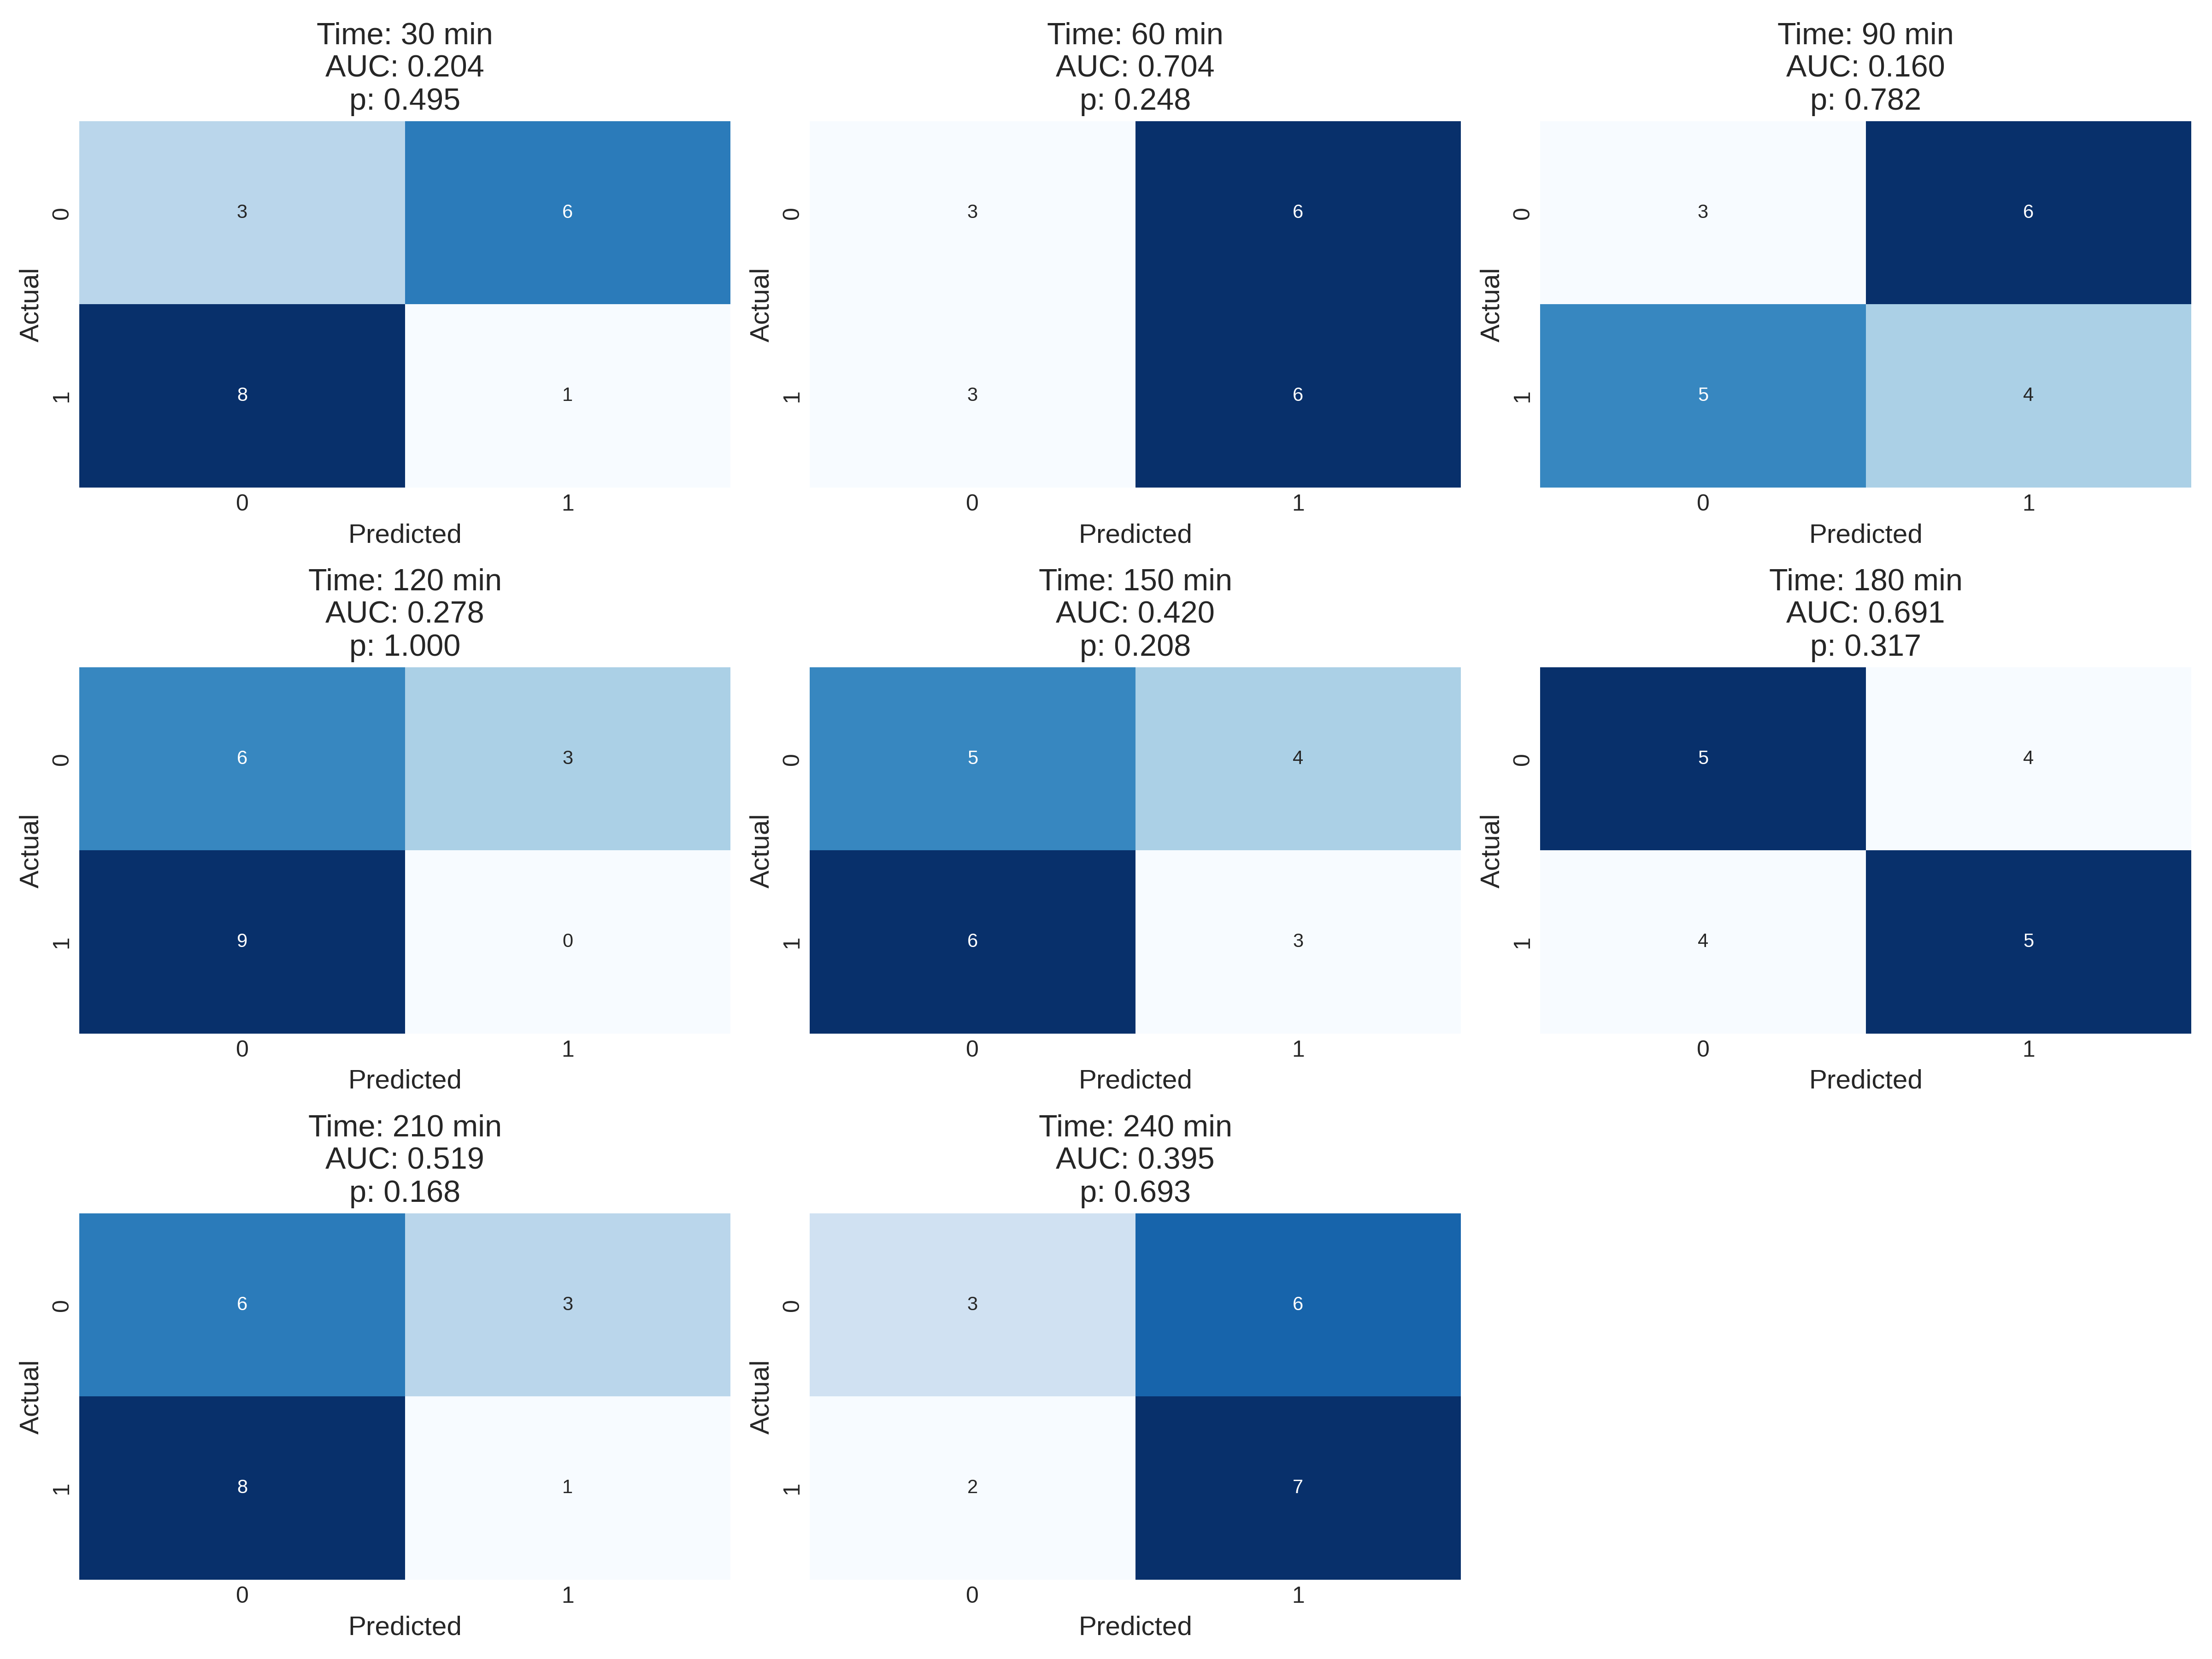 Time: 30 min
AUC: 0.204
p: 0.495
0
3
6
Actual
1
8
1
0
1
Predicted
Time: 60 min
AUC: 0.704
p: 0.248
0
3
6
Actual
1
3
6
0
1
Predicted
Time: 90 min
AUC: 0.160
p: 0.782
0
3
6
Actual
1
5
4
0
1
Predicted
Time: 120 min
AUC: 0.278
p: 1.000
0
6
3
Actual
1
9
0
0
1
Predicted
Time: 150 min
AUC: 0.420
p: 0.208
0
5
4
Actual
1
6
3
0
1
Predicted
Time: 180 min
AUC: 0.691
p: 0.317
0
5
4
Actual
1
4
5
0
1
Predicted
Time: 210 min
AUC: 0.519
p: 0.168
0
6
3
Actual
1
8
1
0
1
Predicted
Time: 240 min
AUC: 0.395
p: 0.693
0
3
6
Actual
1
2
7
0
1
Predicted